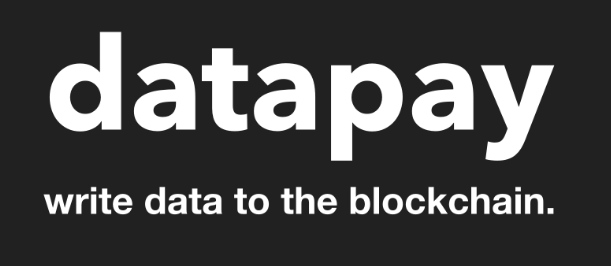 datapay
write data to the blockchain.